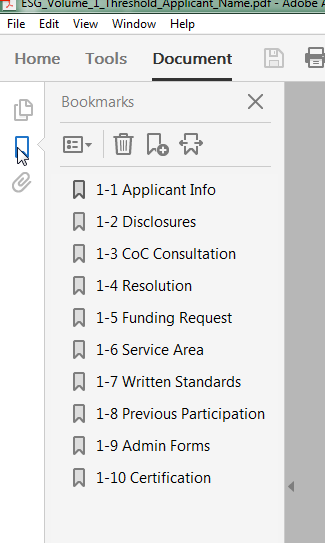 ESG_Volume_1_Threshold_Applicant_Name.pdf - Adobe A
File Edit View Window Help
Home Tools Document
Bookmarks
1-1 Applicant Info
1-2 Disclosures
1-3 CoC Consultation
1-4 Resolution
1-5 Funding Request
1-6 Service Area
1-7 Written Standards
1-8 Previous Participation
1-9 Admin Forms
1-10 Certification